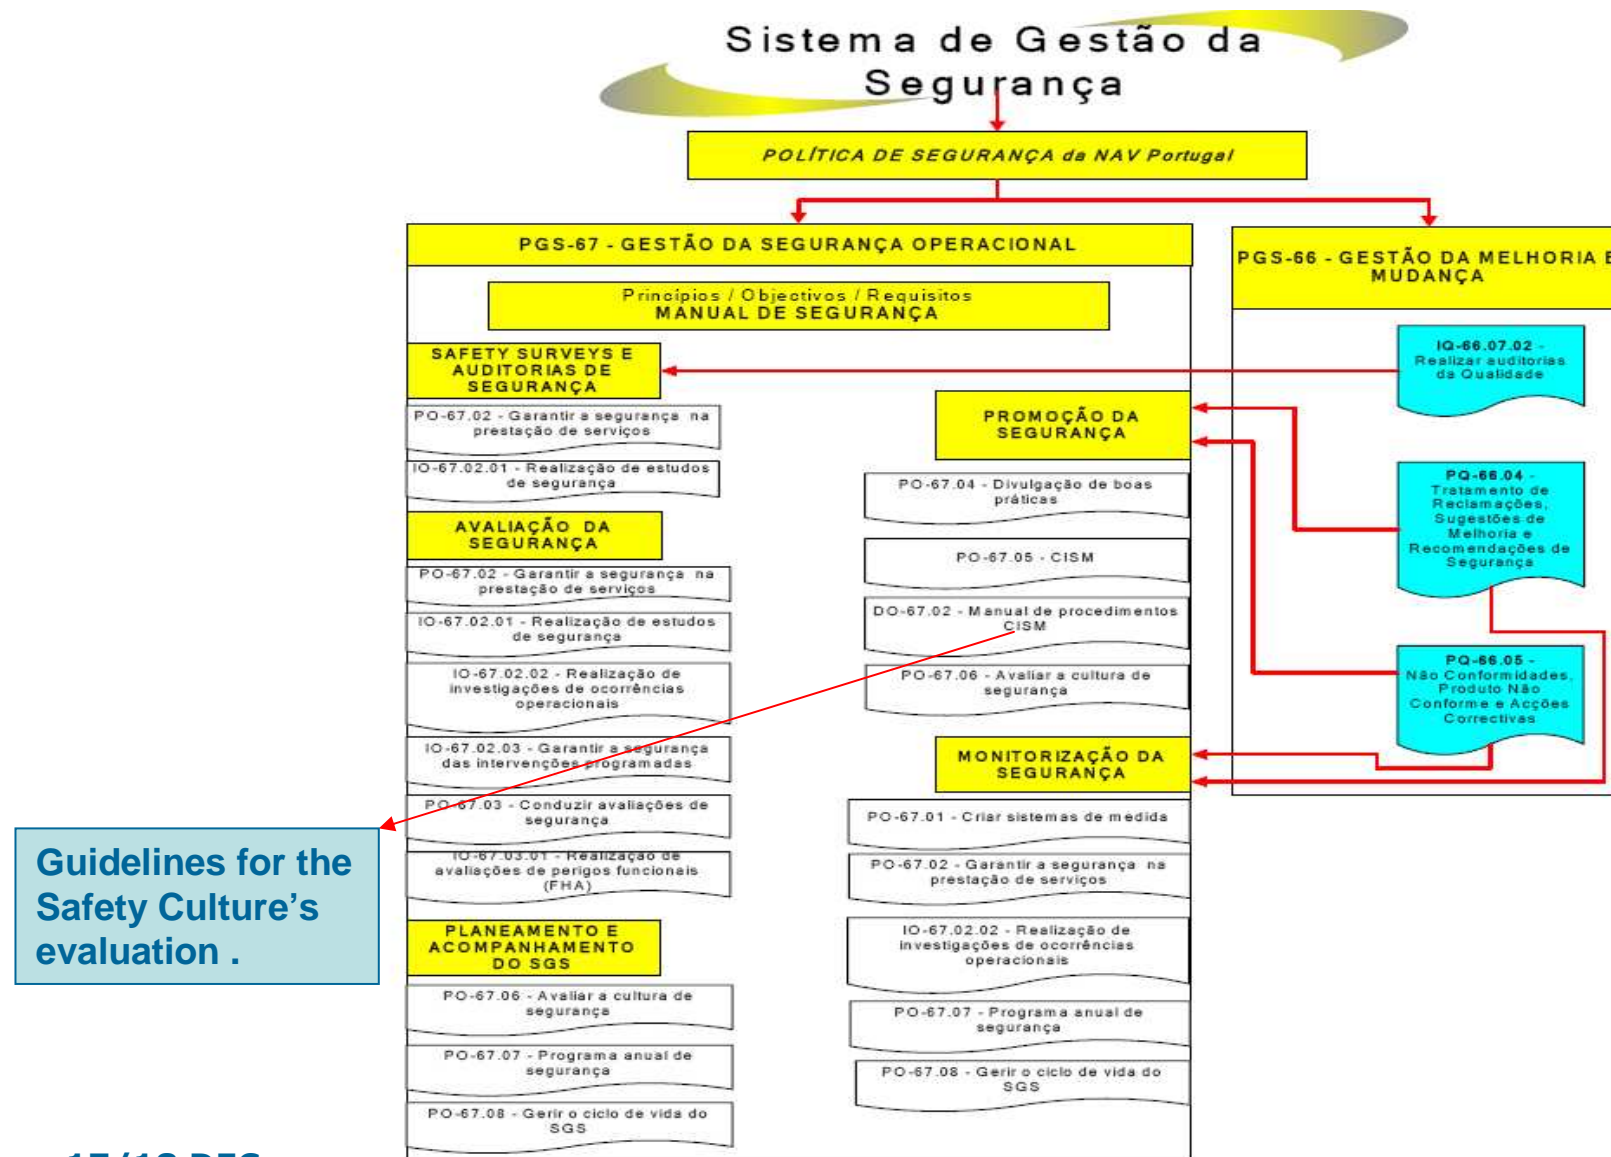 Sistema de Gestão da
Segurança
POLÍTICA DE SEGURANÇA da NAV Portugal
PGS-67 - GESTÃO DA SEGURANÇA OPERACIONAL
Princípios / Objectivos / Requisitos
MANUAL DE SEGURANÇA
SAFETY SURVEYS E
AUDITORIAS DE
SEGURANÇA
PO-67.02 - Garantir a segurança na
prestação de serviços
IO-67.02.01 - Realização de estudos
de segurança
AVALIAÇÃO DA
SEGURANÇA
PO-67.02 - Garantir a segurança na
prestação de serviços
IO-67.02.01 - Realização de estudos
de segurança
IO-67.02.02 - Realização de
investigações de ocorrências
operacionais
IO-67.02.03 - Garantir a segurança
das intervenções programadas
PO-67.03 - Conduzir avaliações de
segurança
IO-67.03.01 - Realização de
avaliações de perigos funcionais
(FHA)
PLANEAMENTO E
ACOMPANHAMENTO
DO SGS
PO-67.06 - Avaliar a cultura de
segurança
PO-67.07 - Programa anual de
segurança
PO-67.08 - Gerir o ciclo de vida do
SGS
PROMOÇÃO DA
SEGURANÇA
PO-67.04 - Divulgação de boas
práticas
PO-67.05 - CISM
DO-67.02 - Manual de procedimentos
CISM
PO-67.06 - Avaliar a cultura de
segurança
MONITORIZAÇÃO DA
SEGURANÇA
PO-67.01 - Criar sistemas de medida
PO-67.02 - Garantir a segurança na
prestação de serviços
IO-67.02.02 - Realização de
investigações de ocorrências
operacionais
PO-67.07 - Programa anual de
segurança
PO-67.08 - Gerir o ciclo de vida do
SGS
PGS-66 - GESTÃO DA MELHORIA E
MUDANÇA
IQ-66.07.02 -
Realizar auditorias
da Qualidade
PQ-66.04 -
Tratamento de
Reclamações,
Sugestões de
Melhoria e
Recomendações de
Segurança
PQ-66.05 -
Não Conformidades,
Produto Não
Conforme e Acções
Correctivas
Guidelines for the
Safety Culture’s
evaluation .